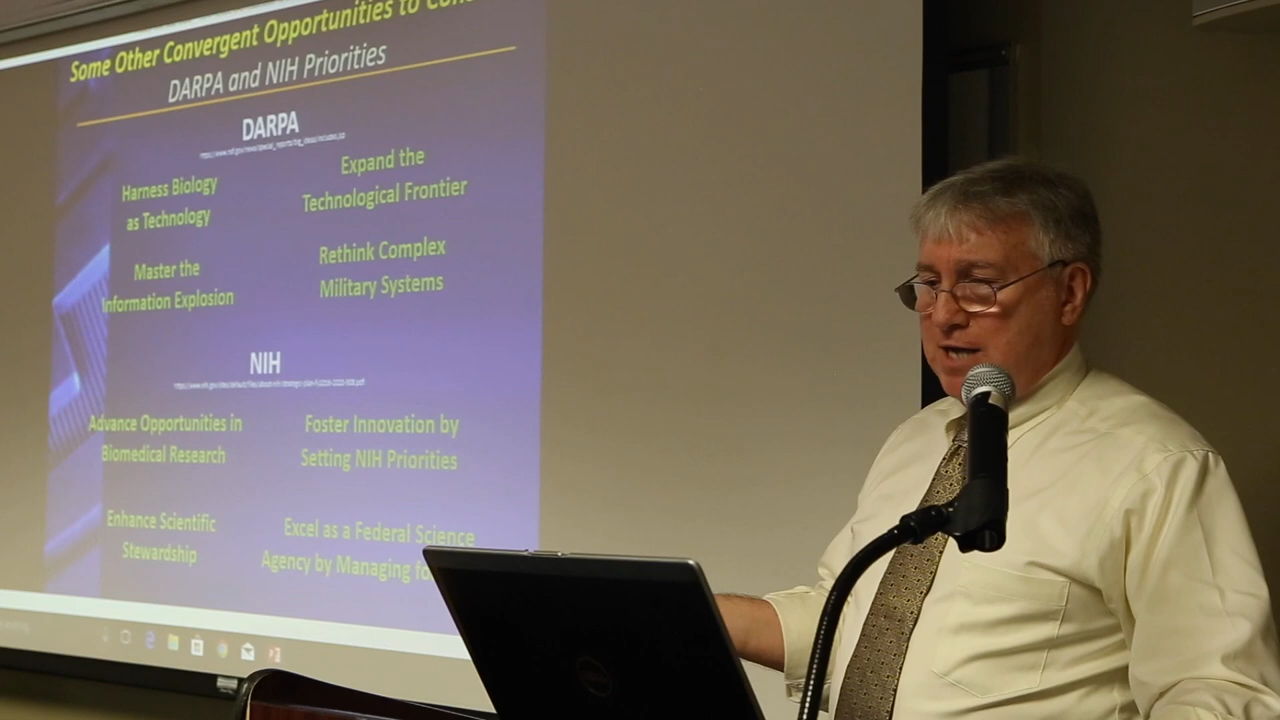 Some Other Convergent Opportunities to
DARPA and NIH Priorities
DARPA
Harness Biology
as Technology
Expand the
Technological Frontier
Master the
Information Explosion
Rethink Complex
Military Systems
NIH
Advance Opportunities in
Biomedical Research
Foster Innovation by
Setting NIH Priorities
Enhance Scientific
Stewardship
Excel as a Federal Science
Agency by Managing